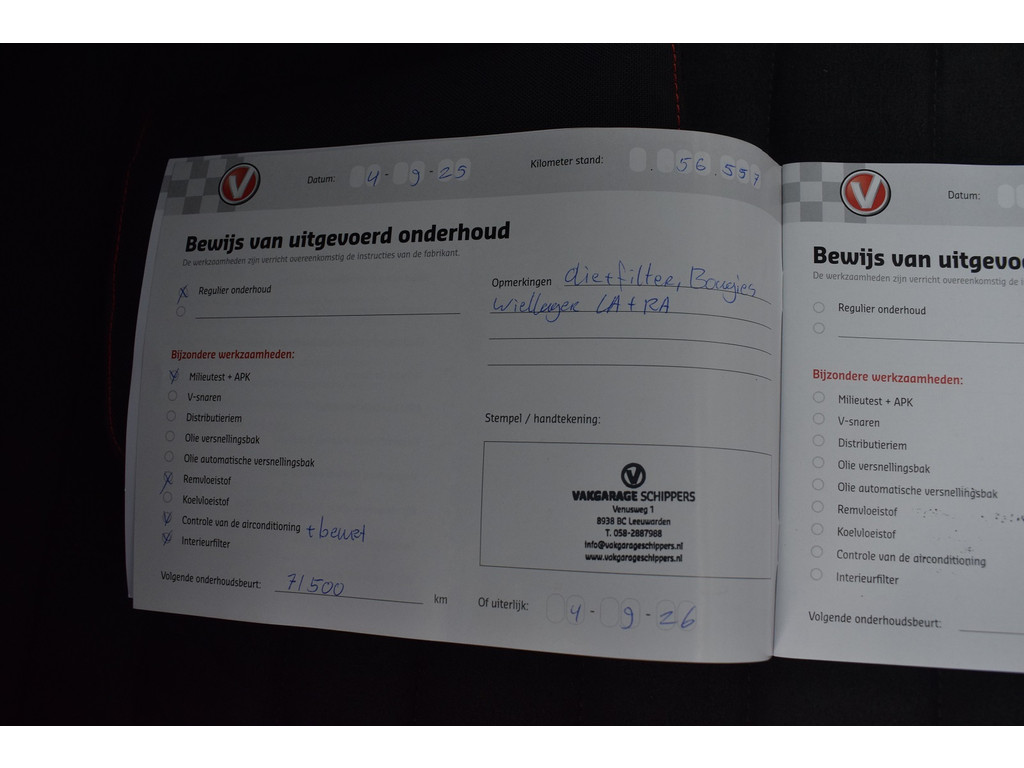 V
Datum: 4-9-25
Kilometer stand: 56.557
Bewijs van uitgevoerd onderhoud
De werkzaamheden zijn verricht overeenkomstig de instructies van de fabrikant.
X Regulier onderhoud
Opmerkingen dietfilter, Bougies
Wiellager LA + RA
Bijzondere werkzaamheden:
Milieutest + APK
V-snaren
Distributieriem
Olie versnellingsbak
Olie automatische versnellingsbak
Remvloeistof
Koelvloeistof
Controle van de airconditioning + beurt
Interieurfilter
Stempel / handtekening:
V
VAKGARAGE SCHIPPERS
Venusweg 1
8938 BC Leeuwarden
T. 058-2887988
info@vakgarageschippers.nl
www.vakgarageschippers.nl
Volgende onderhoudsbeurt: 71500 km
Of uiterlijk: 4-9-26
V
Datum:
Bewijs van uitgevo
De werkzaamheden zijn verricht overeenkomstig de
Regulier onderhoud
Bijzondere werkzaamheden:
Milieutest + APK
V-snaren
Distributieriem
Olie versnellingsbak
Olie automatische versnellingsbak
Remvloeistof
Koelvloeistof
Controle van de airconditioning
Interieurfilter
Volgende onderhoudsbeurt: